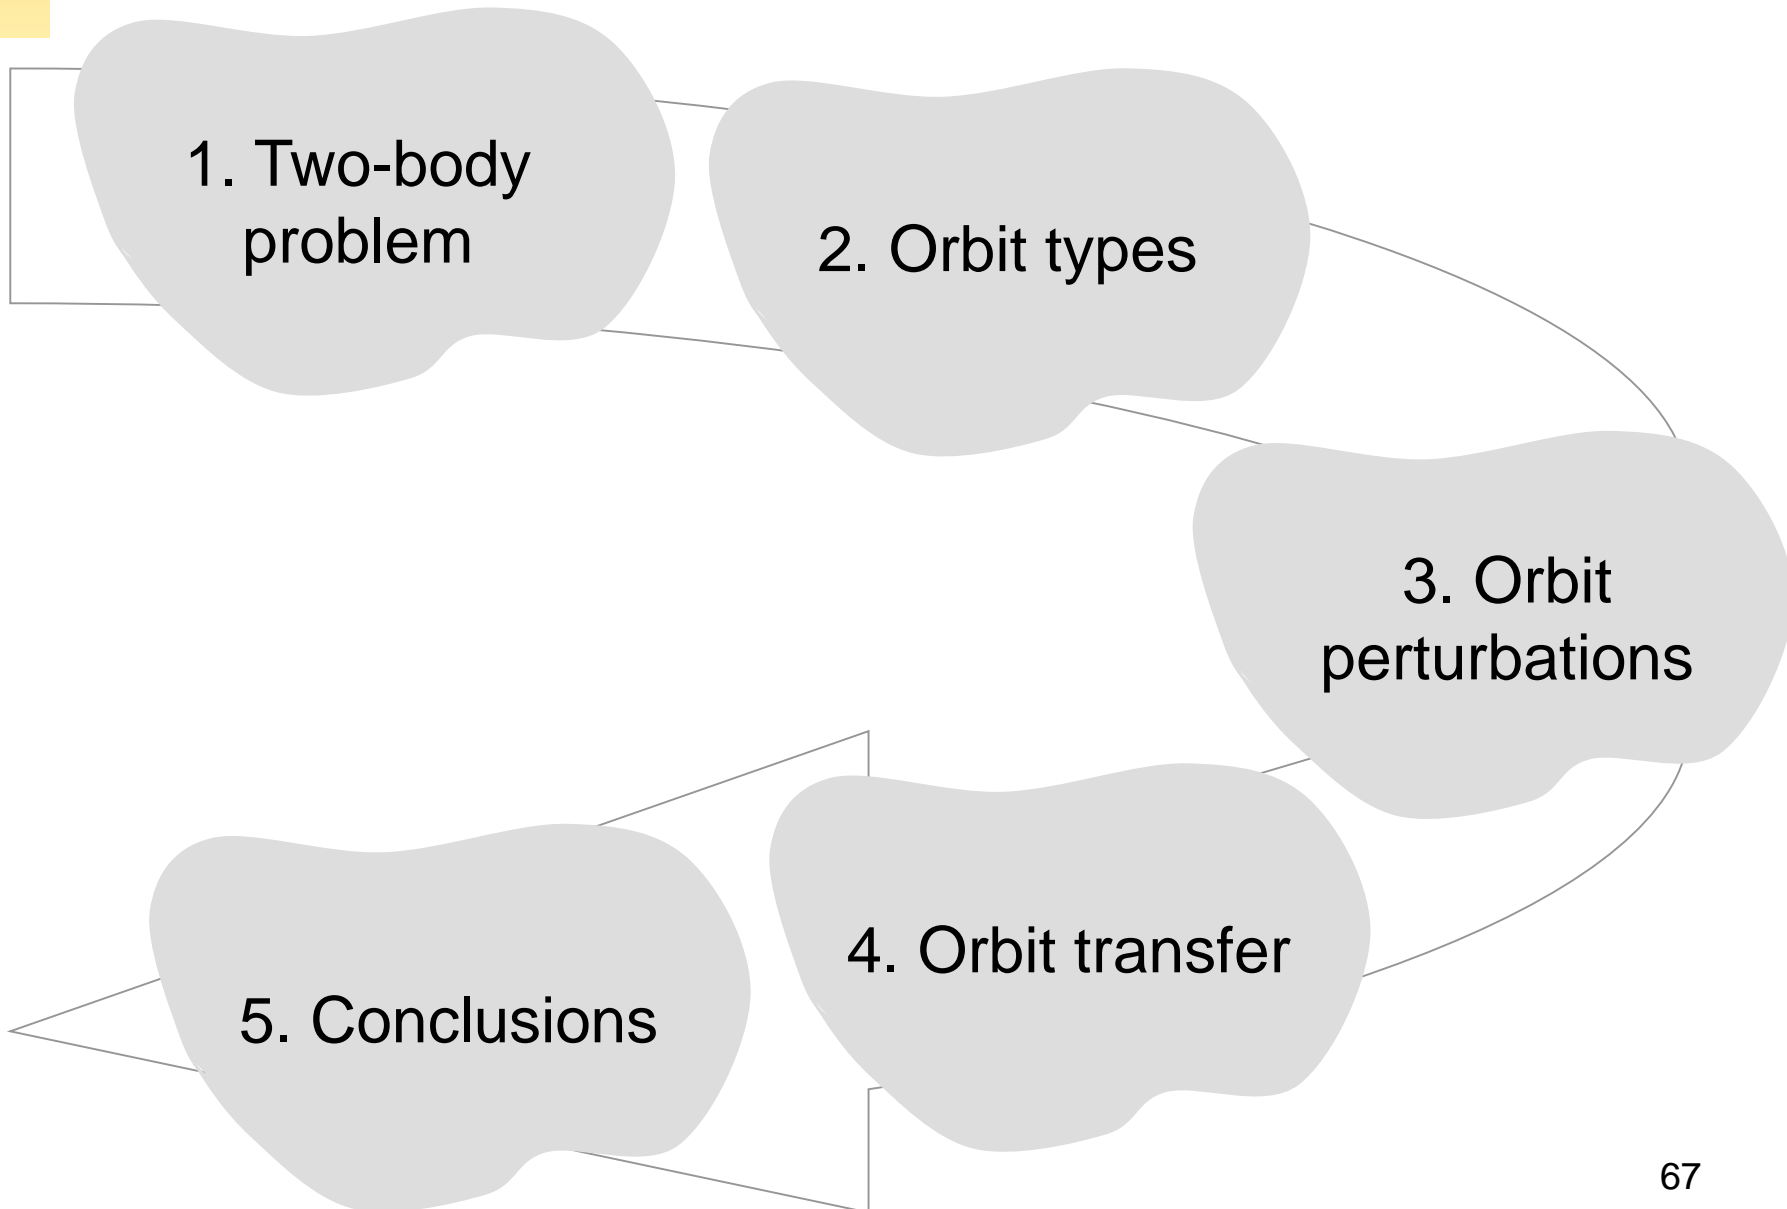 1. Two-body
problem
2. Orbit types
3. Orbit
perturbations
4. Orbit transfer
5. Conclusions
67